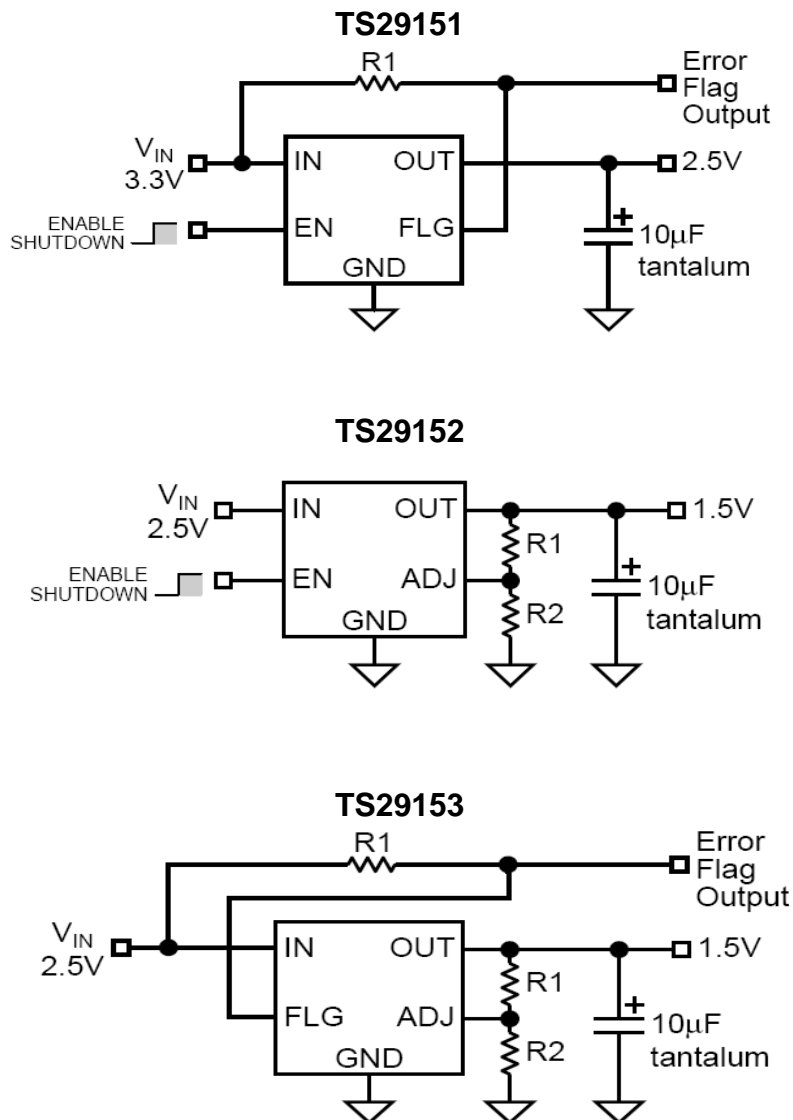 TS29151
R1
Error
Flag
Output
V_IN
3.3V
IN
OUT
2.5V
ENABLE
SHUTDOWN
EN
FLG
+
10μF
tantalum
GND
TS29152
V_IN
2.5V
IN
OUT
1.5V
R1
ENABLE
SHUTDOWN
EN
ADJ
+
10μF
tantalum
R2
GND
TS29153
R1
Error
Flag
Output
V_IN
2.5V
IN
OUT
1.5V
R1
FLG
ADJ
+
10μF
tantalum
R2
GND